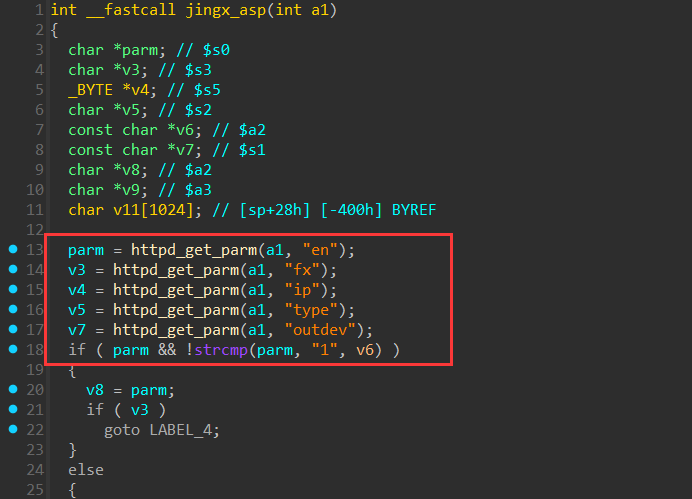 1 int __fastcall jingx_asp(int a1)
2 {
3 char *parm; // $s0
4 char *v3; // $s3
5 _BYTE *v4; // $s5
6 char *v5; // $s2
7 const char *v6; // $a2
8 const char *v7; // $s1
9 char *v8; // $a2
10 char *v9; // $a3
11 char v11[1024]; // [sp+28h] [-400h] BYREF
12
13 parm = httpd_get_parm(a1, "en");
14 v3 = httpd_get_parm(a1, "fx");
15 v4 = httpd_get_parm(a1, "ip");
16 v5 = httpd_get_parm(a1, "type");
17 v7 = httpd_get_parm(a1, "outdev");
18 if ( parm && !strcmp(parm, "1", v6) )
19 {
20 v8 = parm;
21 if ( v3 )
22 goto LABEL_4;
23 }
24 else
25 {